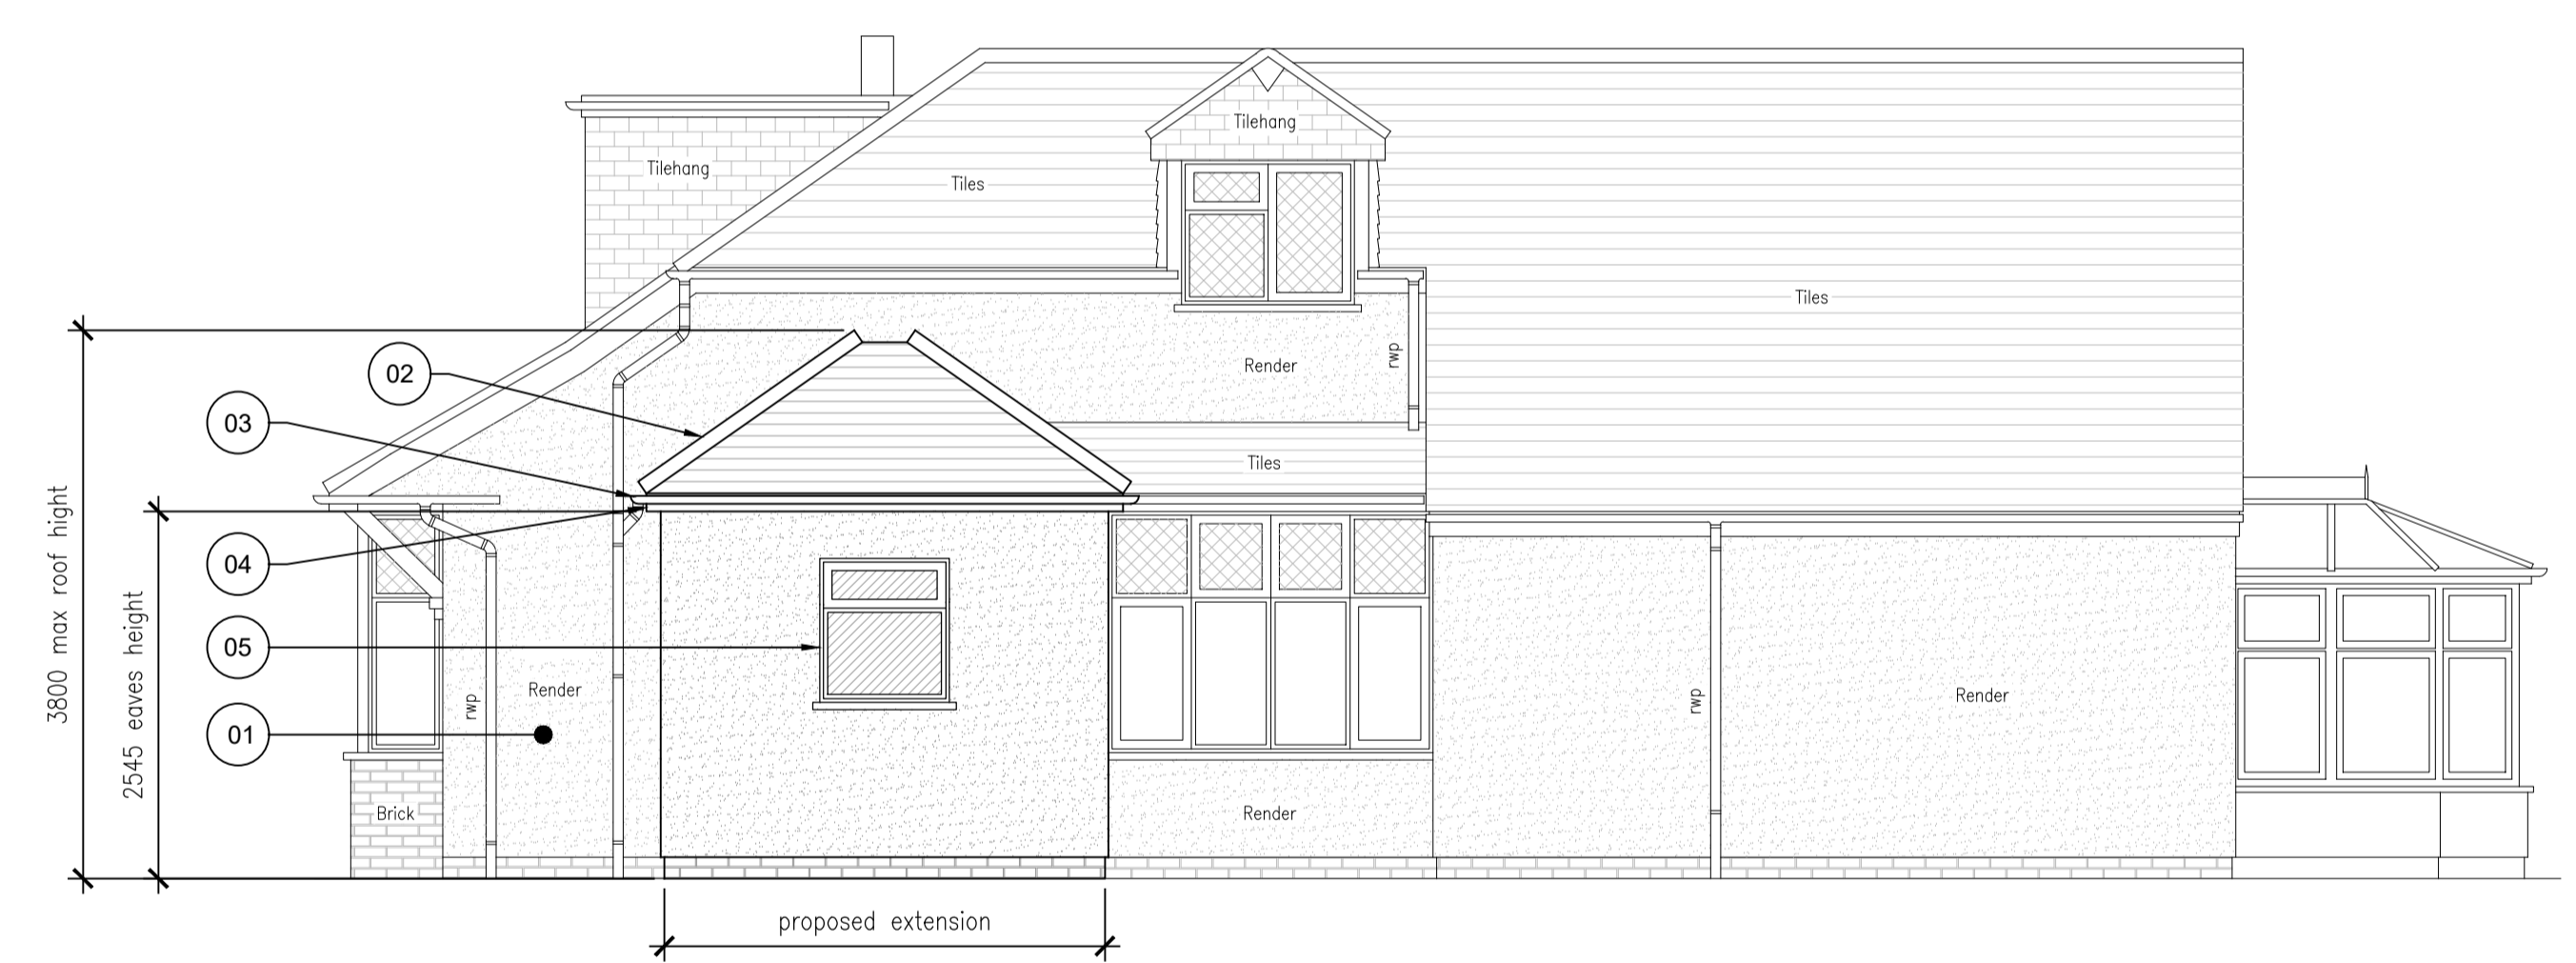 Tilehang
Tilehang
Tiles
Tiles
Render
rwp
02
03
Tiles
3800 max roof hight
2545 eaves height
04
05
01
Render
rwp
Brick
Render
rwp
Render
proposed extension